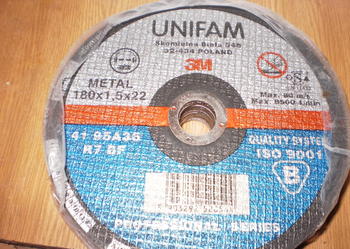 UNIFAM
Skomielna Biała 545
32-434 POLAND
3M
METAL
180x1,5x22
Max. 80 m/s
Max. 8500 1/min
41 95A36
R7 BF
QUALITY SYSTEM
ISO 9001
B
PROFESSIONAL SERIES